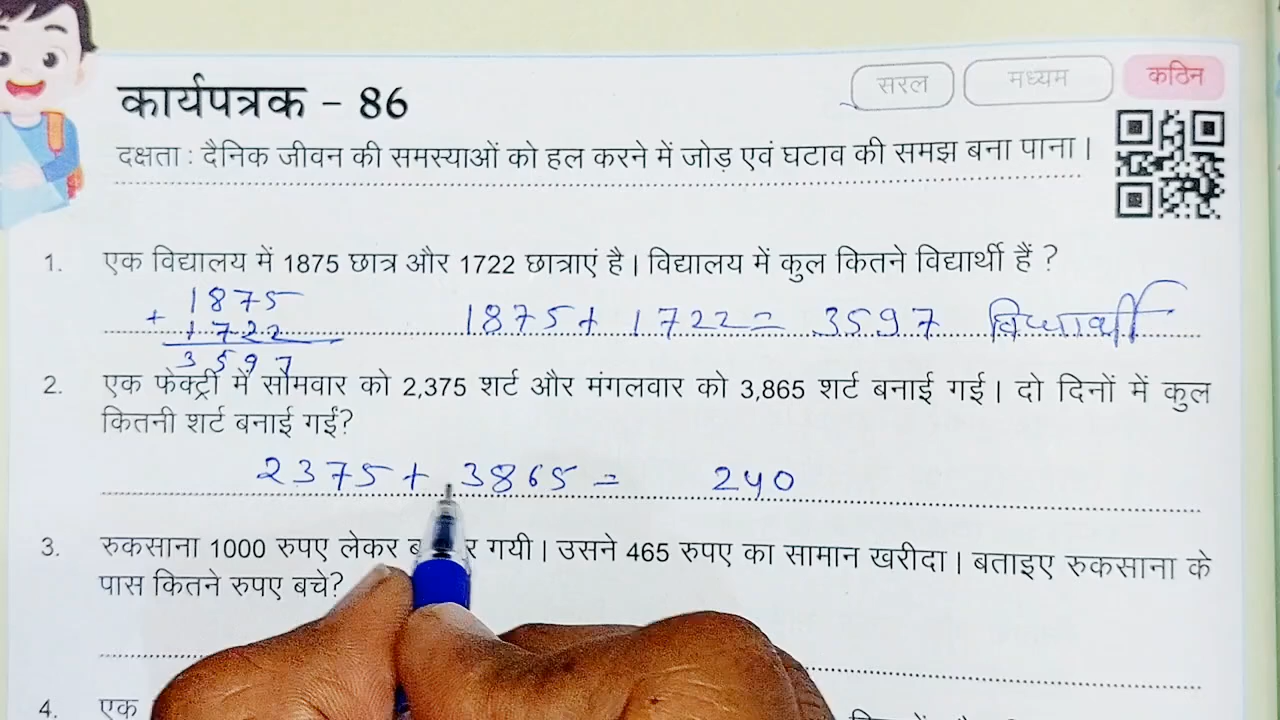 सरल मध्यम कठिन
कार्यपत्रक - 86
दक्षता : दैनिक जीवन की समस्याओं को हल करने में जोड़ एवं घटाव की समझ बना पाना।
1. एक विद्यालय में 1875 छात्र और 1722 छात्राएं है। विद्यालय में कुल कितने विद्यार्थी हैं ?
1875
+ 1722 1875 + 1722 = 3597 विद्यार्थी
3597
2. एक फेक्ट्री में सोमवार को 2,375 शर्ट और मंगलवार को 3,865 शर्ट बनाई गई। दो दिनों में कुल
कितनी शर्ट बनाई गईं?
2375 + 3865 = 240
3. रुकसाना 1000 रुपए लेकर गयी। उसने 465 रुपए का सामान खरीदा। बताइए रुकसाना के
पास कितने रुपए बचे?
4. एक